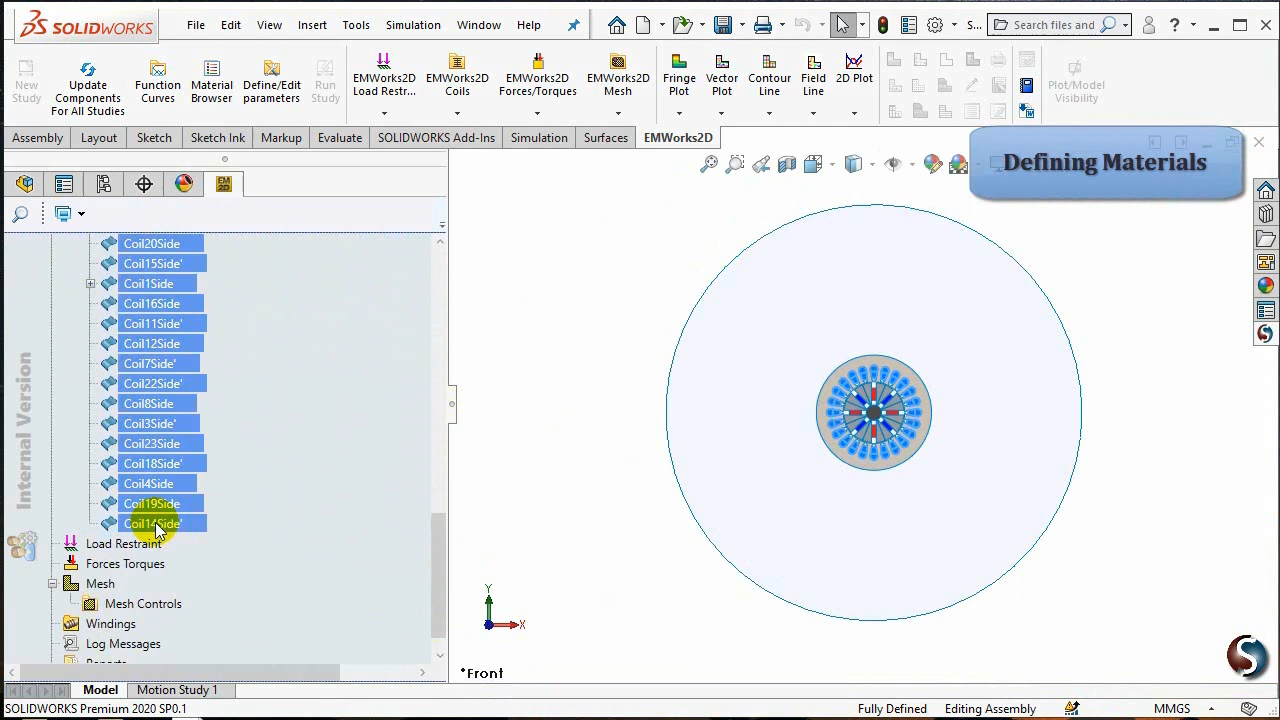 SOLIDWORKS File Edit View Insert Tools Simulation Window Help S... Search files and
New Study
Update Components For All Studies
Function Curves
Material Browser
Define/Edit parameters
Run Study
EMWorks2D Load Restr...
EMWorks2D Coils
EMWorks2D Forces/Torques
EMWorks2D Mesh
Fringe Plot
Vector Plot
Contour Line
Field Line
2D Plot
Plot/Model Visibility
Assembly Layout Sketch Sketch Ink Markup Evaluate SOLIDWORKS Add-Ins Simulation Surfaces EMWorks2D
Defining Materials
EM 2D
Coil20Side
Coil15Side'
Coil1Side
Coil16Side
Coil11Side'
Coil12Side
Coil7Side'
Coil22Side'
Coil8Side
Coil3Side'
Coil23Side
Coil18Side'
Coil4Side
Coil19Side
Coil14Side'
Load Restraint
Forces Torques
Mesh
Mesh Controls
Windings
Log Messages
Reports
Internal Version
Y
X
*Front
Model Motion Study 1
SOLIDWORKS Premium 2020 SP0.1 Fully Defined Editing Assembly MMGS